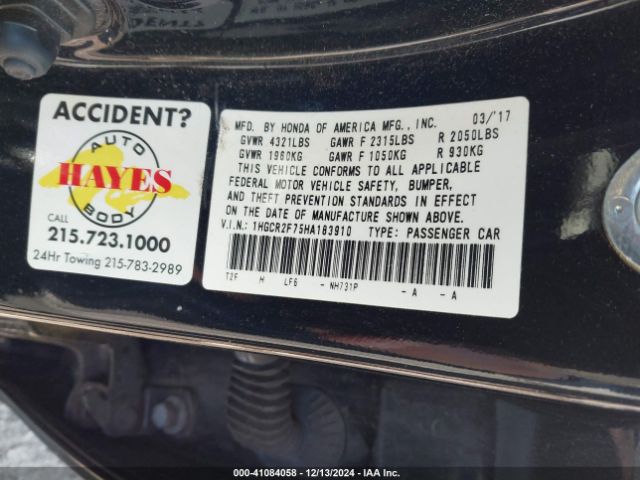 ACCIDENT?
AUTO
HAYES
BODY
CALL
215.723.1000
24Hr Towing 215-783-2989
MFD. BY HONDA OF AMERICA MFG., INC. 03/'17
GVWR 4321LBS GAWR F 2315LBS R 2050LBS
GVWR 1960KG GAWR F 1050KG R 930KG
THIS VEHICLE CONFORMS TO ALL APPLICABLE
FEDERAL MOTOR VEHICLE SAFETY, BUMPER,
AND THEFT PREVENTION STANDARDS IN EFFECT
ON THE DATE OF MANUFACTURE SHOWN ABOVE.
V.I.N.: 1HGCR2F75HA183910 TYPE: PASSENGER CAR
T2F H LF6 - NH731P - A - A
000-41084058 - 12/13/2024 - IAA Inc.